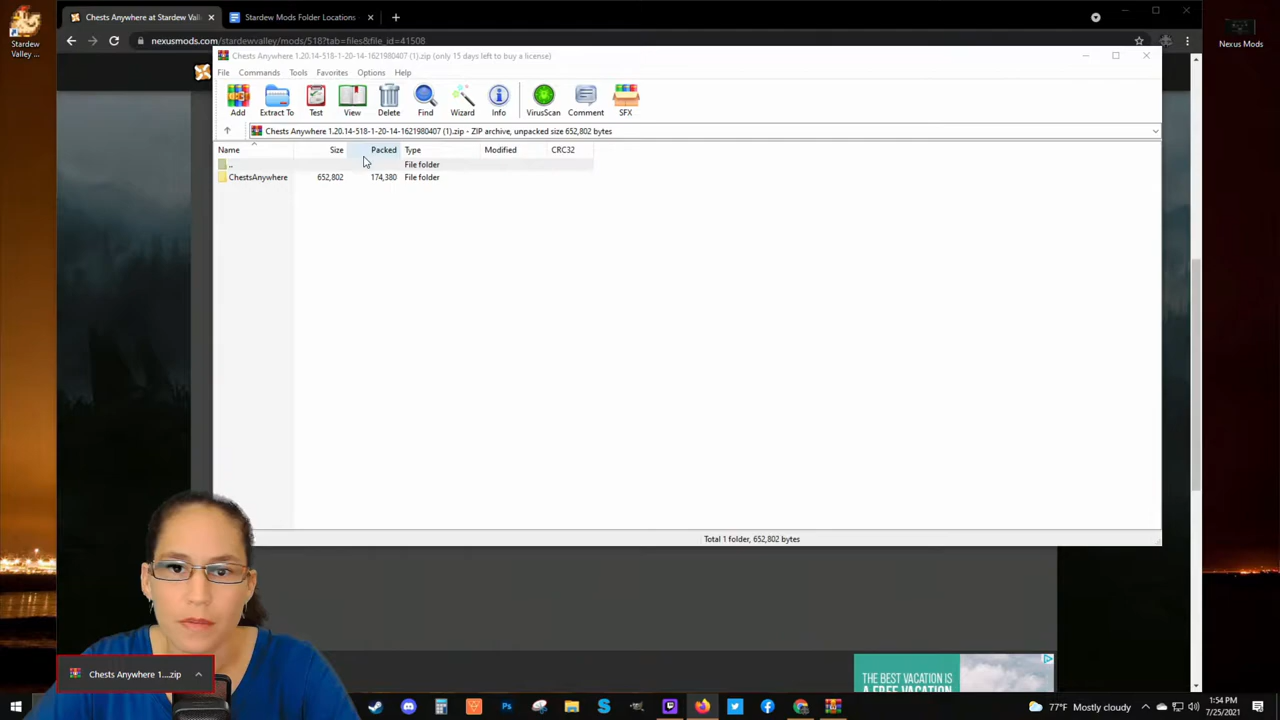 Stardew
Valley ...
Chests Anywhere at Stardew Val
Stardew Mods Folder Locations
nexusmods.com/stardewvalley/mods/518?tab=files&file_id=41508
Nexus Mods
Chests Anywhere 1.20.14-518-1-20-14-1621980407 (1).zip (only 15 days left to buy a license)
File Commands Tools Favorites Options Help
Add Extract To Test View Delete Find Wizard Info VirusScan Comment SFX
Chests Anywhere 1.20.14-518-1-20-14-1621980407 (1).zip - ZIP archive, unpacked size 652,802 bytes
Name Size Packed Type Modified CRC32
.. File folder
ChestsAnywhere 652,802 174,380 File folder
Total 1 folder, 652,802 bytes
Chests Anywhere 1....zip
THE BEST VACATION IS
A FREE VACATION
77°F Mostly cloudy
1:54 PM
7/25/2021